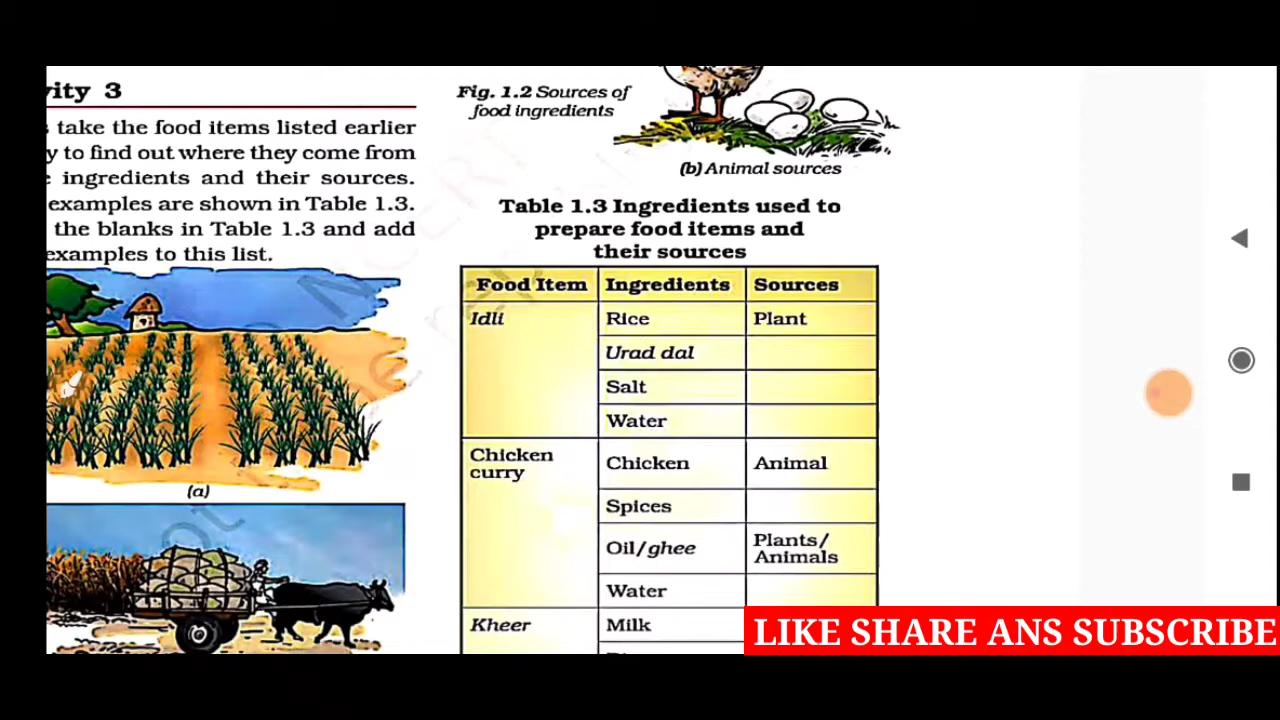 vity 3
take the food items listed earlier
y to find out where they come from
e ingredients and their sources.
examples are shown in Table 1.3.
the blanks in Table 1.3 and add
examples to this list.
(a)
Fig. 1.2 Sources of
food ingredients
(b) Animal sources
Table 1.3 Ingredients used to
prepare food items and
their sources
Food Item Ingredients Sources
Idli Rice Plant
Urad dal
Salt
Water
Chicken
curry
Chicken Animal
Spices
Oil/ghee Plants/
Animals
Water
Kheer Milk
LIKE SHARE ANS SUBSCRIBE